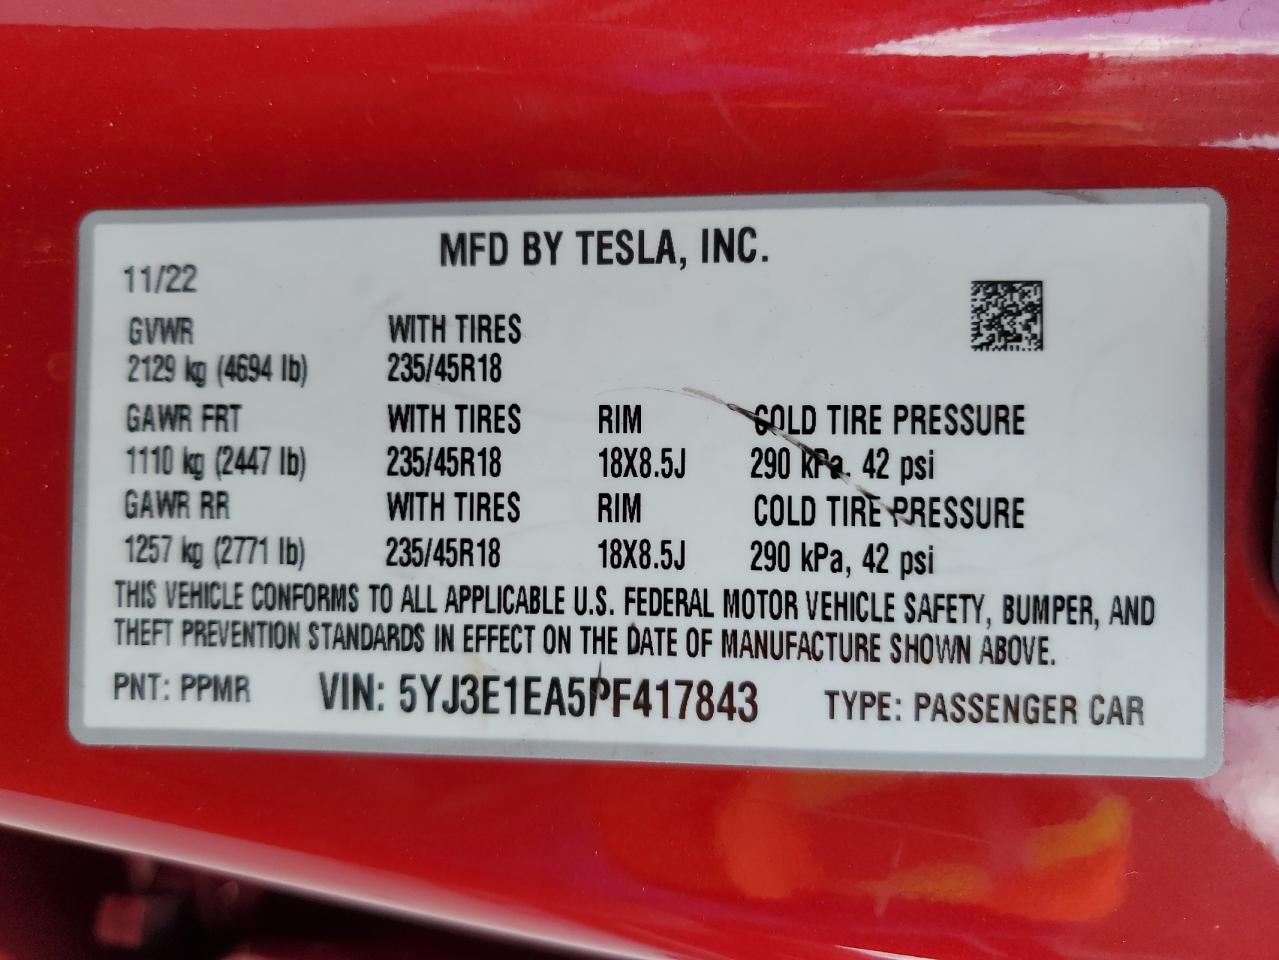 MFD BY TESLA, INC.
11/22
GVWR WITH TIRES
2129 kg (4694 lb) 235/45R18
GAWR FRT WITH TIRES RIM COLD TIRE PRESSURE
1110 kg (2447 lb) 235/45R18 18X8.5J 290 kPa, 42 psi
GAWR RR WITH TIRES RIM COLD TIRE PRESSURE
1257 kg (2771 lb) 235/45R18 18X8.5J 290 kPa, 42 psi
THIS VEHICLE CONFORMS TO ALL APPLICABLE U.S. FEDERAL MOTOR VEHICLE SAFETY, BUMPER, AND
THEFT PREVENTION STANDARDS IN EFFECT ON THE DATE OF MANUFACTURE SHOWN ABOVE.
PNT: PPMR VIN: 5YJ3E1EA5PF417843 TYPE: PASSENGER CAR